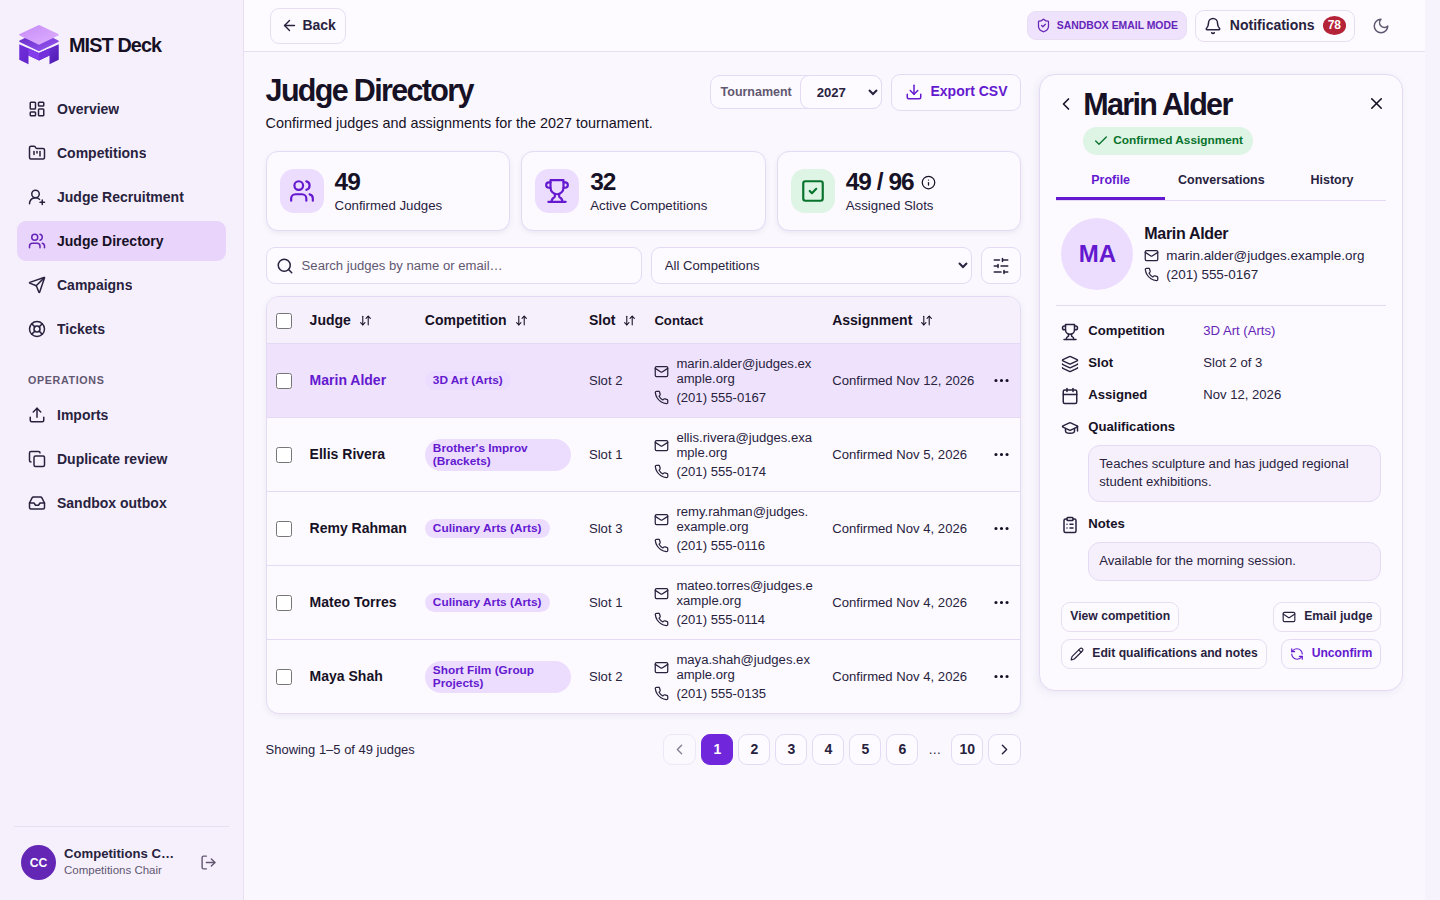 MIST Deck
Overview
Competitions
Judge Recruitment
Judge Directory
Campaigns
Tickets
OPERATIONS
Imports
Duplicate review
Sandbox outbox
CC
Competitions C…
Competitions Chair
Back
SANDBOX EMAIL MODE
Notifications 78
Judge Directory
Confirmed judges and assignments for the 2027 tournament.
Tournament 2027
Export CSV
49
Confirmed Judges
32
Active Competitions
49 / 96
Assigned Slots
Search judges by name or email…
All Competitions
Judge Competition Slot Contact Assignment
Marin Alder
3D Art (Arts)
Slot 2
marin.alder@judges.ex
ample.org
(201) 555-0167
Confirmed Nov 12, 2026
Ellis Rivera
Brother's Improv
(Brackets)
Slot 1
ellis.rivera@judges.exa
mple.org
(201) 555-0174
Confirmed Nov 5, 2026
Remy Rahman
Culinary Arts (Arts)
Slot 3
remy.rahman@judges.
example.org
(201) 555-0116
Confirmed Nov 4, 2026
Mateo Torres
Culinary Arts (Arts)
Slot 1
mateo.torres@judges.e
xample.org
(201) 555-0114
Confirmed Nov 4, 2026
Maya Shah
Short Film (Group
Projects)
Slot 2
maya.shah@judges.ex
ample.org
(201) 555-0135
Confirmed Nov 4, 2026
Showing 1–5 of 49 judges
1 2 3 4 5 6 … 10
Marin Alder
Confirmed Assignment
Profile Conversations History
MA
Marin Alder
marin.alder@judges.example.org
(201) 555-0167
Competition 3D Art (Arts)
Slot Slot 2 of 3
Assigned Nov 12, 2026
Qualifications
Teaches sculpture and has judged regional
student exhibitions.
Notes
Available for the morning session.
View competition
Email judge
Edit qualifications and notes
Unconfirm